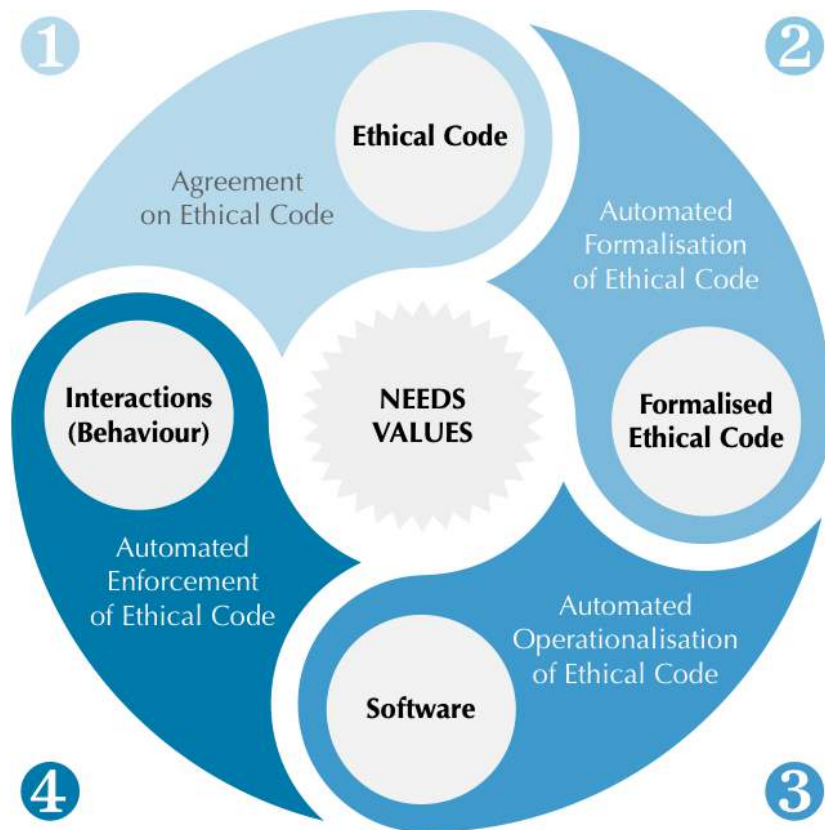 1
Ethical Code
Agreement
on Ethical Code
2
Automated
Formalisation
of Ethical Code
Formalised
Ethical Code
NEEDS
VALUES
3
Automated
Operationalisation
of Ethical Code
Software
4
Interactions
(Behaviour)
Automated
Enforcement
of Ethical Code